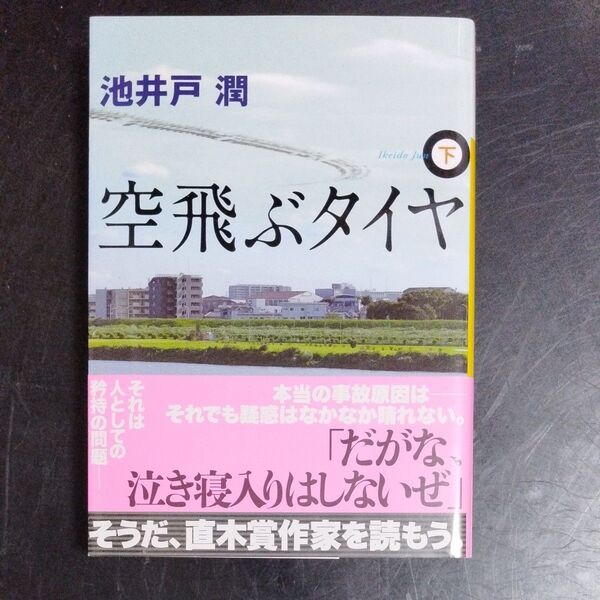 池井戸 潤
Ikeido Jun
下
空飛ぶタイヤ
本当の事故原因は――
それでも疑惑はなかなか晴れない。
「だがな、
泣き寝入りはしないぜ」
それは
人としての
矜持の問題――
そうだ、直木賞作家を読もう。